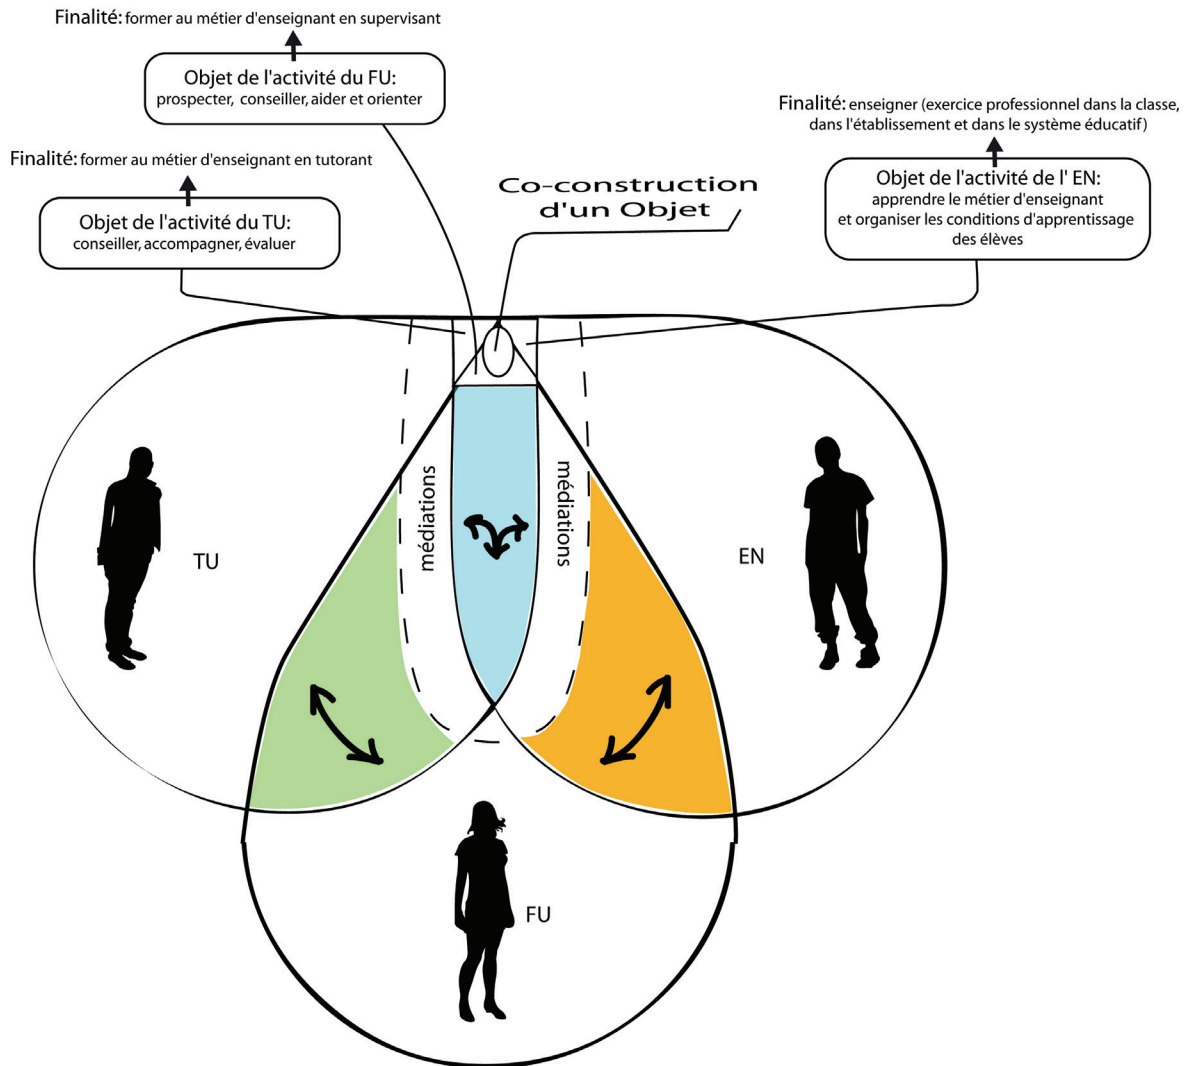 Finalité: former au métier d'enseignant en supervisant
Objet de l'activité du FU:
prospecter, conseiller, aider et orienter
Finalité: enseigner (exercice professionnel dans la classe,
dans l'établissement et dans le système éducatif)
Finalité: former au métier d'enseignant en tutorant
Objet de l'activité du TU:
conseiller, accompagner, évaluer
Co-construction
d'un Objet
Objet de l'activité de l' EN:
apprendre le métier d'enseignant
et organiser les conditions d'apprentissage
des élèves
médiations
médiations
TU
EN
FU